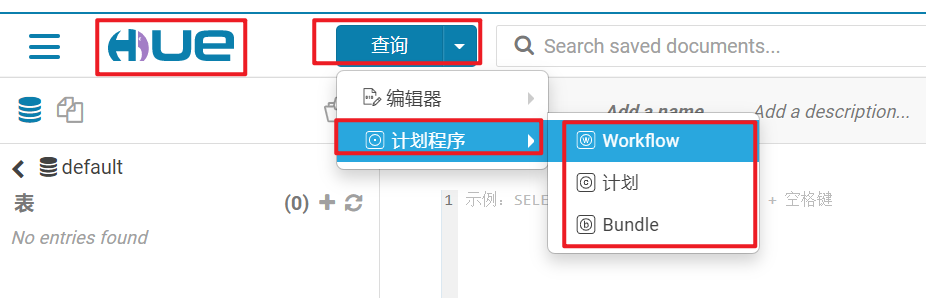 HUE
查询
Search saved documents...
编辑器
Add a name...
Add a description...
计划程序
Workflow
default
计划
表
(0)
1
示例：SELE
+ 空格键
Bundle
No entries found